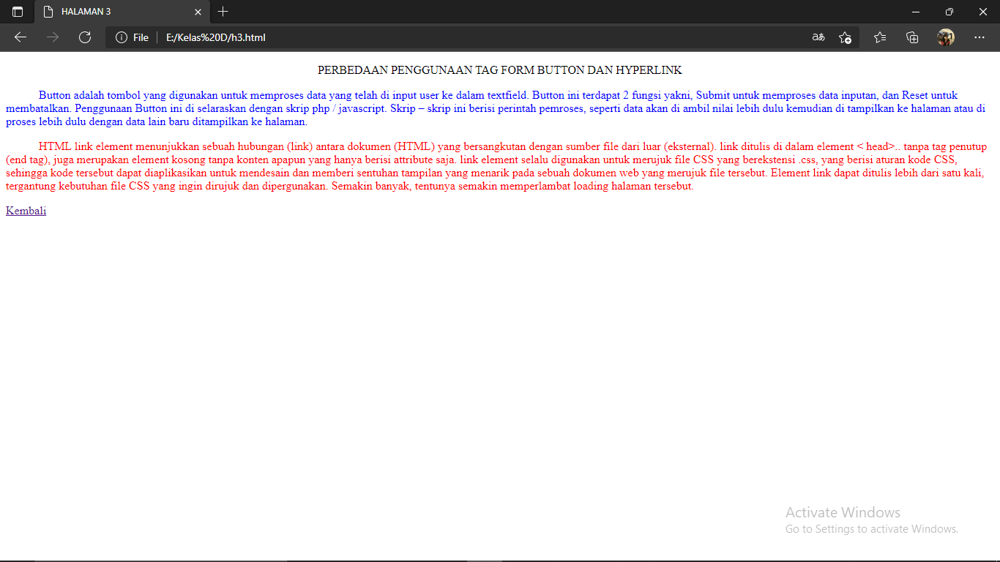 HALAMAN 3
File
E:/Kelas%20D/h3.html
aあ
PERBEDAAN PENGGUNAAN TAG FORM BUTTON DAN HYPERLINK
Button adalah tombol yang digunakan untuk memproses data yang telah di input user ke dalam textfield. Button ini terdapat 2 fungsi yakni, Submit untuk memproses data inputan, dan Reset untuk
membatalkan. Penggunaan Button ini di selaraskan dengan skrip php / javascript. Skrip – skrip ini berisi perintah pemroses, seperti data akan di ambil nilai lebih dulu kemudian di tampilkan ke halaman atau di
proses lebih dulu dengan data lain baru ditampilkan ke halaman.
HTML link element menunjukkan sebuah hubungan (link) antara dokumen (HTML) yang bersangkutan dengan sumber file dari luar (eksternal). link ditulis di dalam element < head>.. tanpa tag penutup
(end tag), juga merupakan element kosong tanpa konten apapun yang hanya berisi attribute saja. link element selalu digunakan untuk merujuk file CSS yang berekstensi .css, yang berisi aturan kode CSS,
sehingga kode tersebut dapat diaplikasikan untuk mendesain dan memberi sentuhan tampilan yang menarik pada sebuah dokumen web yang merujuk file tersebut. Element link dapat ditulis lebih dari satu kali,
tergantung kebutuhan file CSS yang ingin dirujuk dan dipergunakan. Semakin banyak, tentunya semakin memperlambat loading halaman tersebut.
Kembali
Activate Windows
Go to Settings to activate Windows.